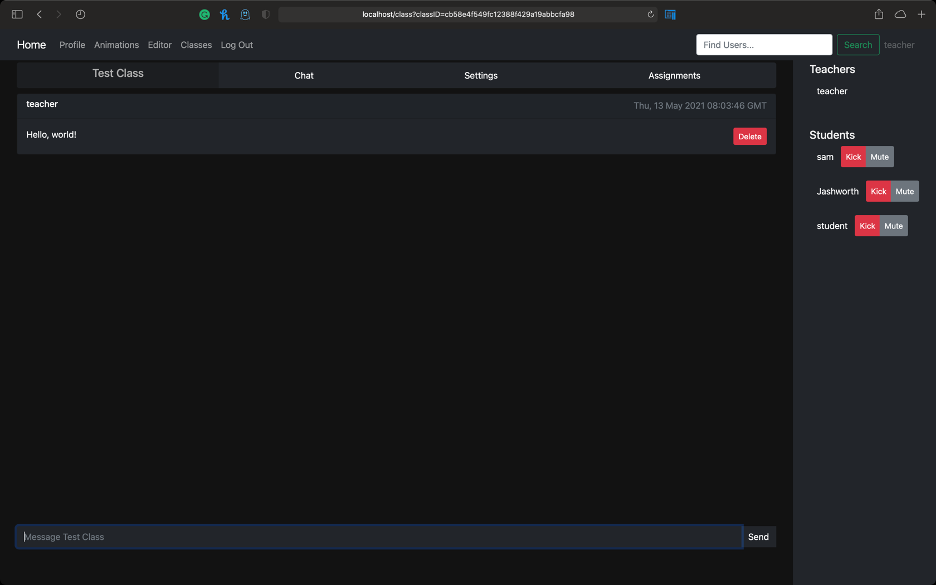 localhost/class?classID=cb58e4f549fc12388f429a19abbcfa98
Home Profile Animations Editor Classes Log Out Find Users... Search teacher
Test Class Chat Settings Assignments
teacher Thu, 13 May 2021 08:03:46 GMT
Hello, world! Delete
Message Test Class Send
Teachers
teacher
Students
sam Kick Mute
Jashworth Kick Mute
student Kick Mute